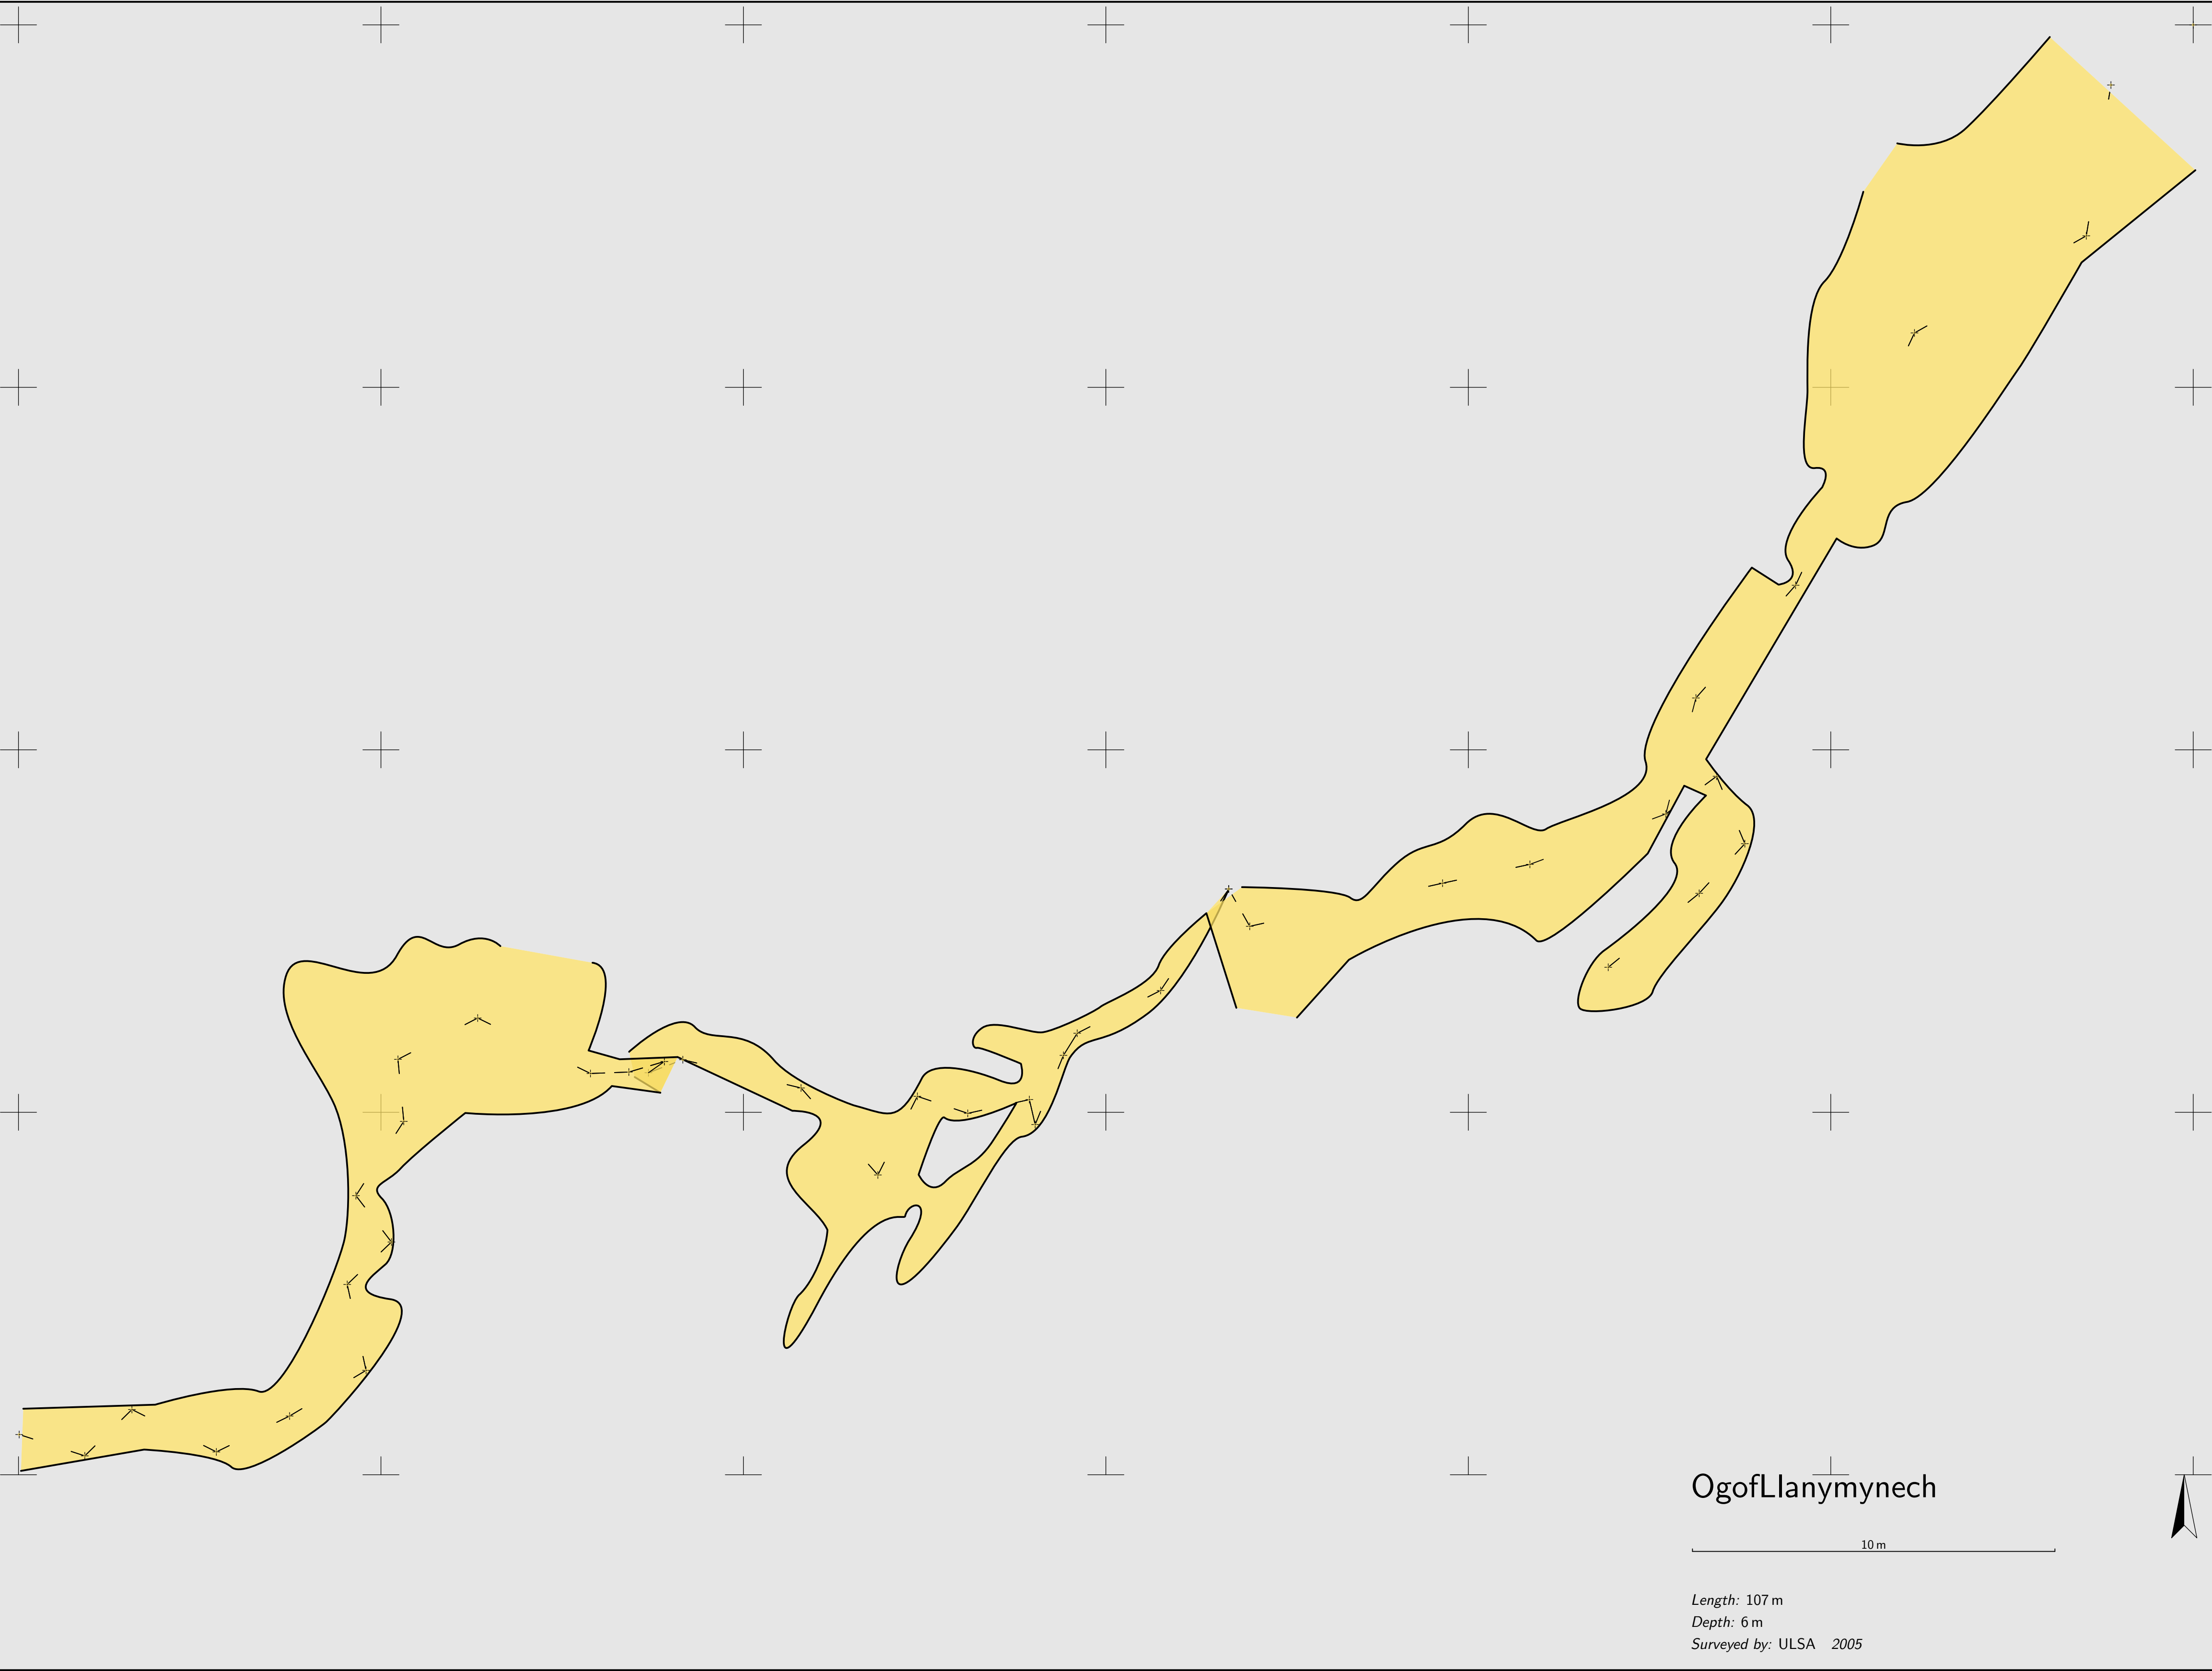 OgofLlanymynech
10 m
Length: 107 m
Depth: 6 m
Surveyed by: ULSA 2005